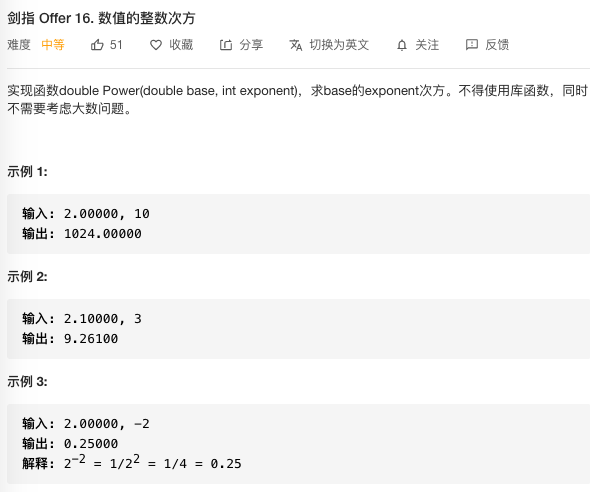 剑指 Offer 16. 数值的整数次方
难度 中等 51 收藏 分享 切换为英文 关注 反馈
实现函数double Power(double base, int exponent)，求base的exponent次方。不得使用库函数，同时
不需要考虑大数问题。
示例 1:
输入: 2.00000, 10
输出: 1024.00000
示例 2:
输入: 2.10000, 3
输出: 9.26100
示例 3:
输入: 2.00000, -2
输出: 0.25000
解释: 2⁻² = 1/2² = 1/4 = 0.25